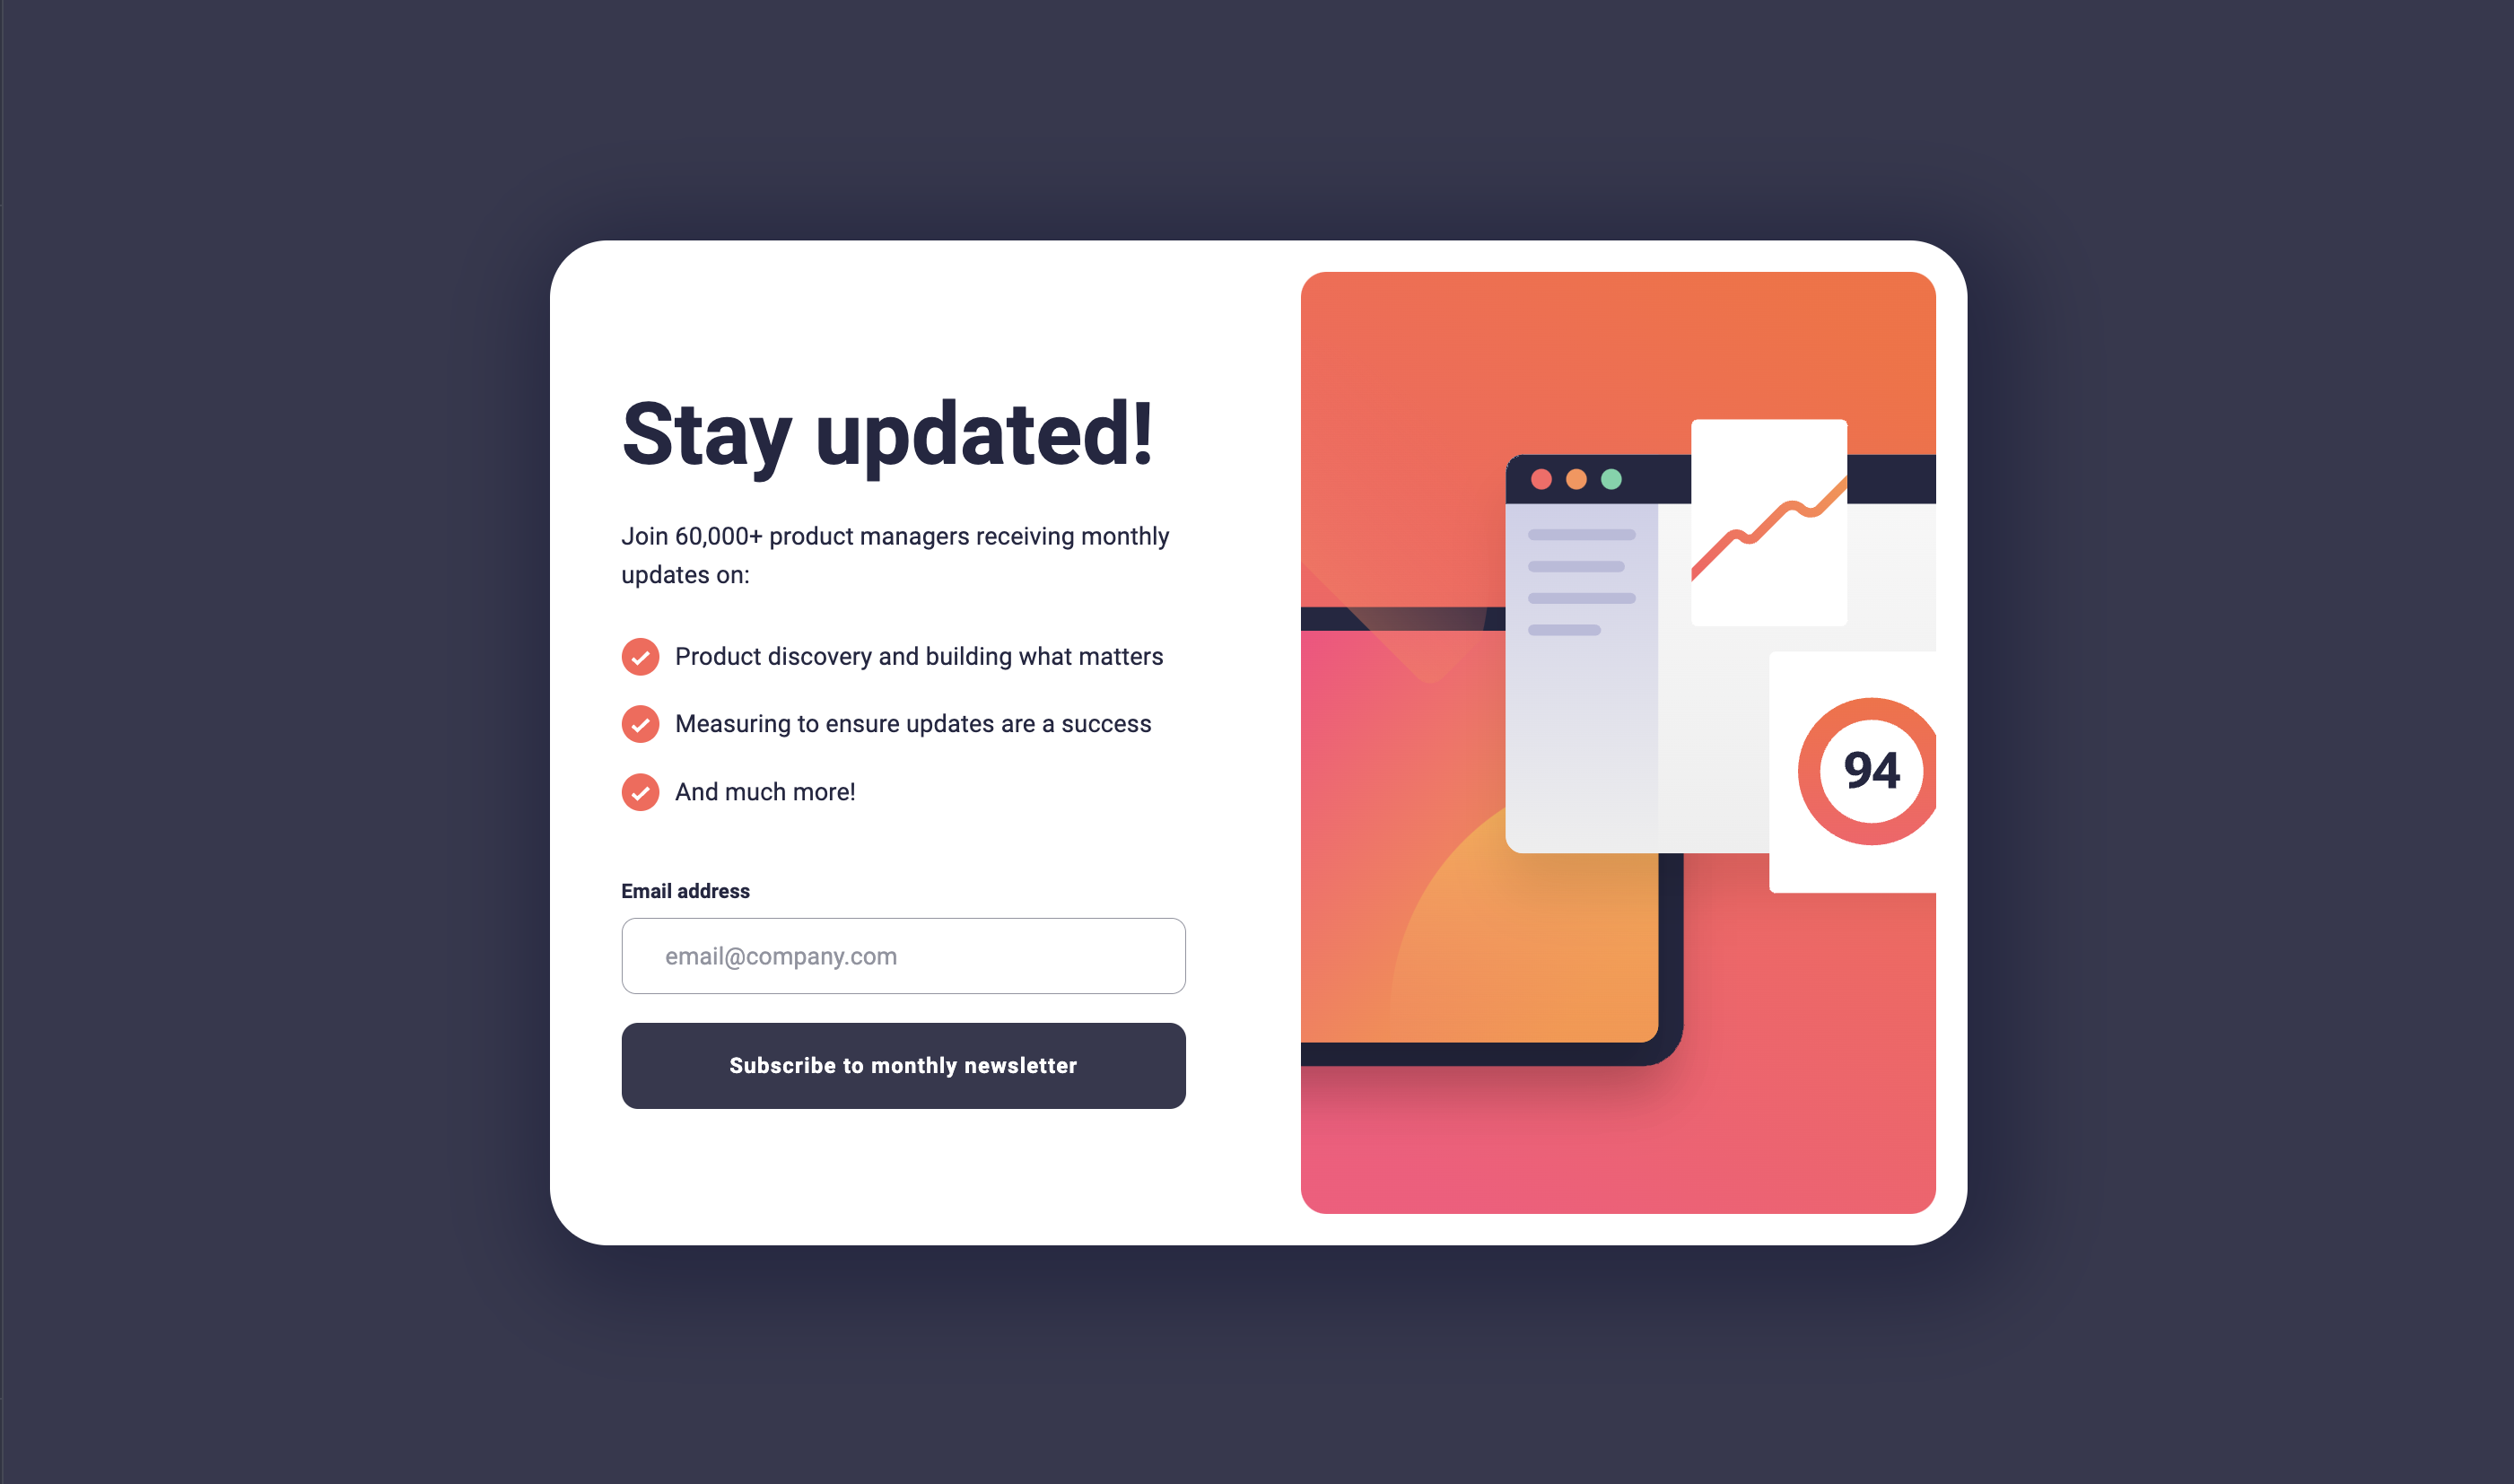 Stay updated!
Join 60,000+ product managers receiving monthly
updates on:
Product discovery and building what matters
Measuring to ensure updates are a success
And much more!
Email address
email@company.com
Subscribe to monthly newsletter
94